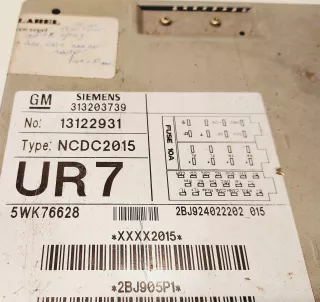 LABEL
GM
SIEMENS
313203739
No: 13122931
Type: NCDC2015
FUSE 10A
UR7
5WK76628
2BJ924022202 015
*XXXX2015*
*2BJ905P1*